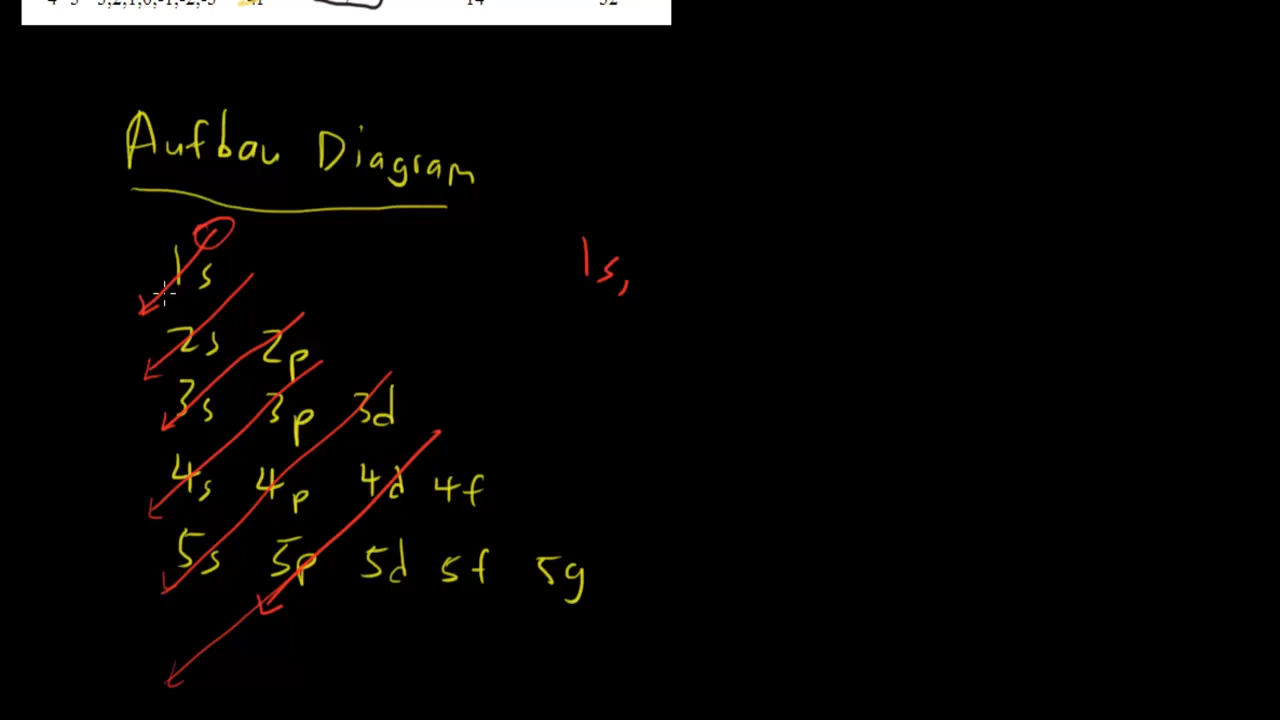 Aufbau Diagram
1s
1s,
2s 2p
3s 3p 3d
4s 4p 4d 4f
5s 5p 5d 5f 5g